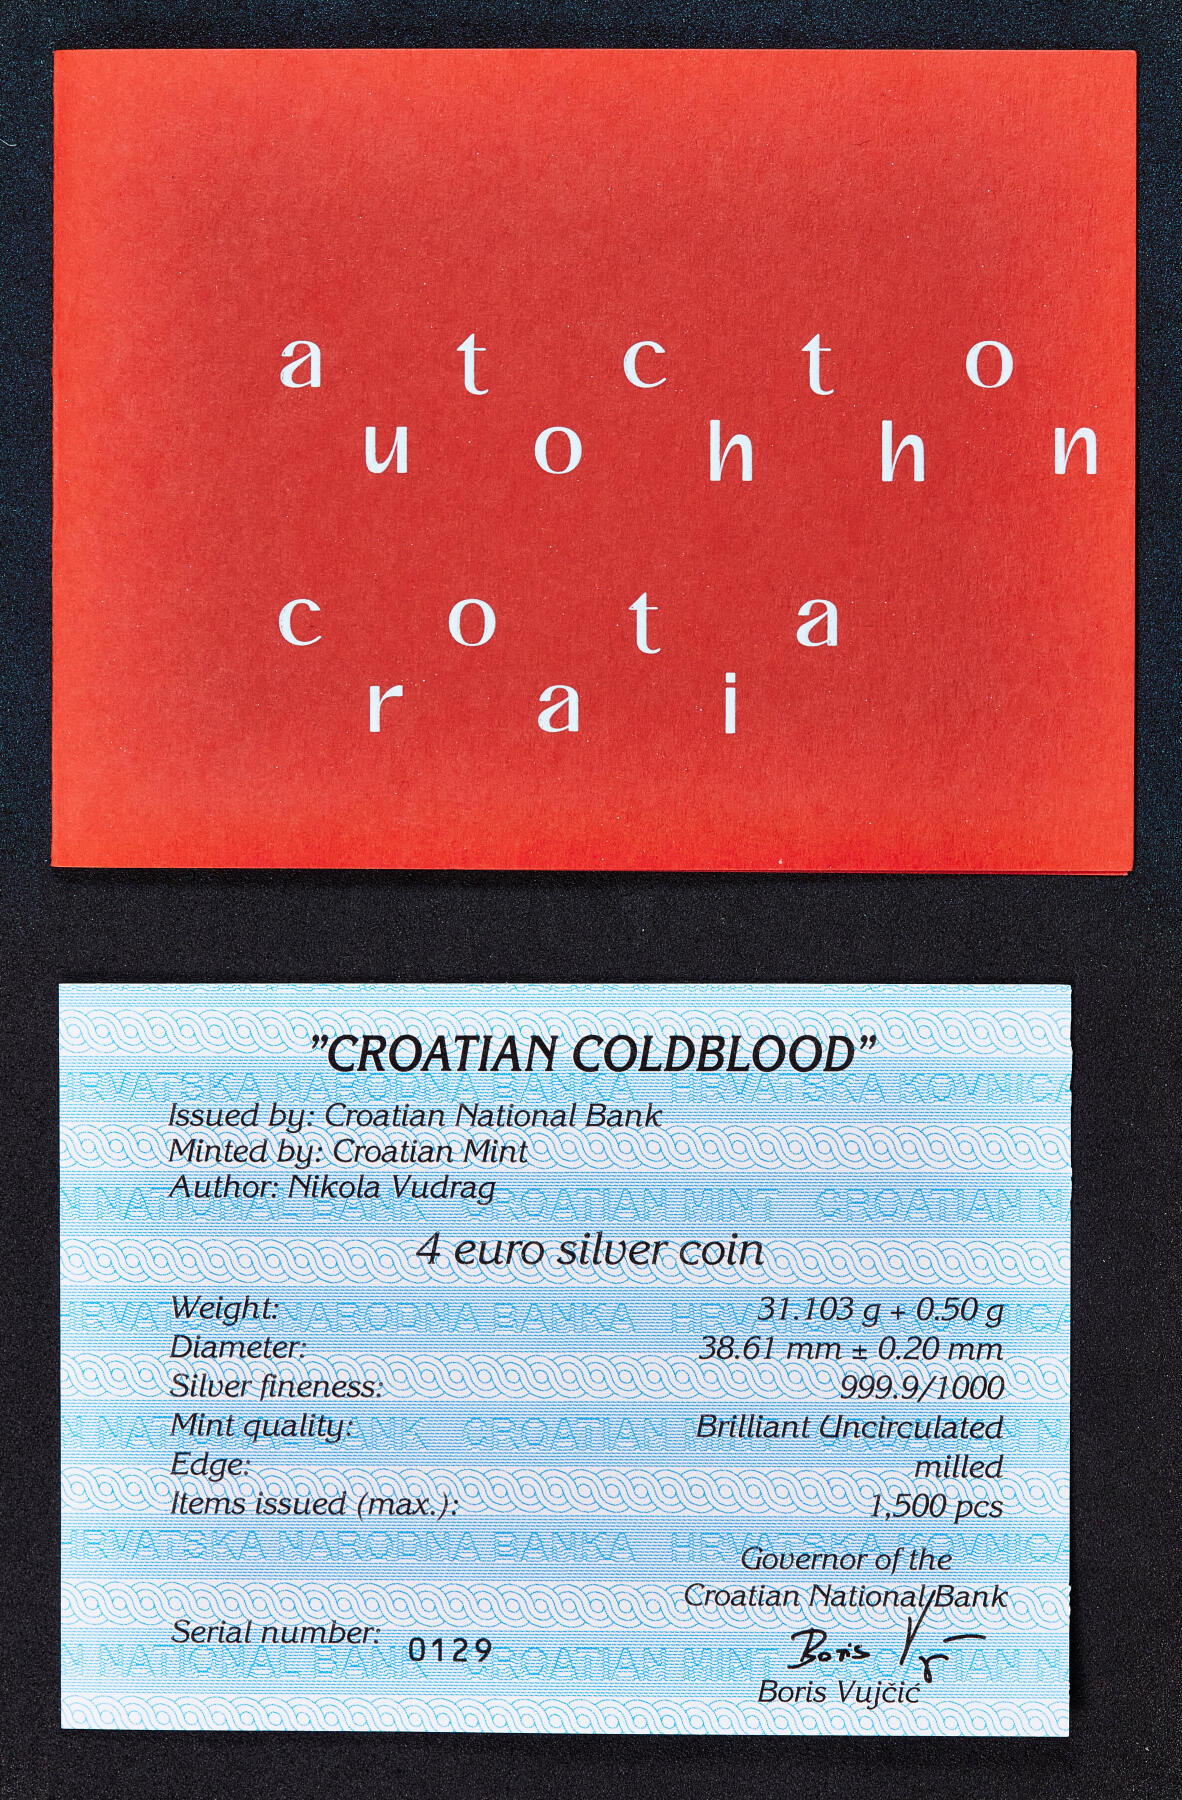 a t c t o
u o h h n
c o t a
r a i
"CROATIAN COLDBLOOD"
Issued by: Croatian National Bank
Minted by: Croatian Mint
Author: Nikola Vudrag
4 euro silver coin
Weight: 31.103 g + 0.50 g
Diameter: 38.61 mm ± 0.20 mm
Silver fineness: 999.9/1000
Mint quality: Brilliant Uncirculated
Edge: milled
Items issued (max.): 1,500 pcs
Governor of the
Croatian National Bank
Serial number: 0129
Boris
Boris Vujčić